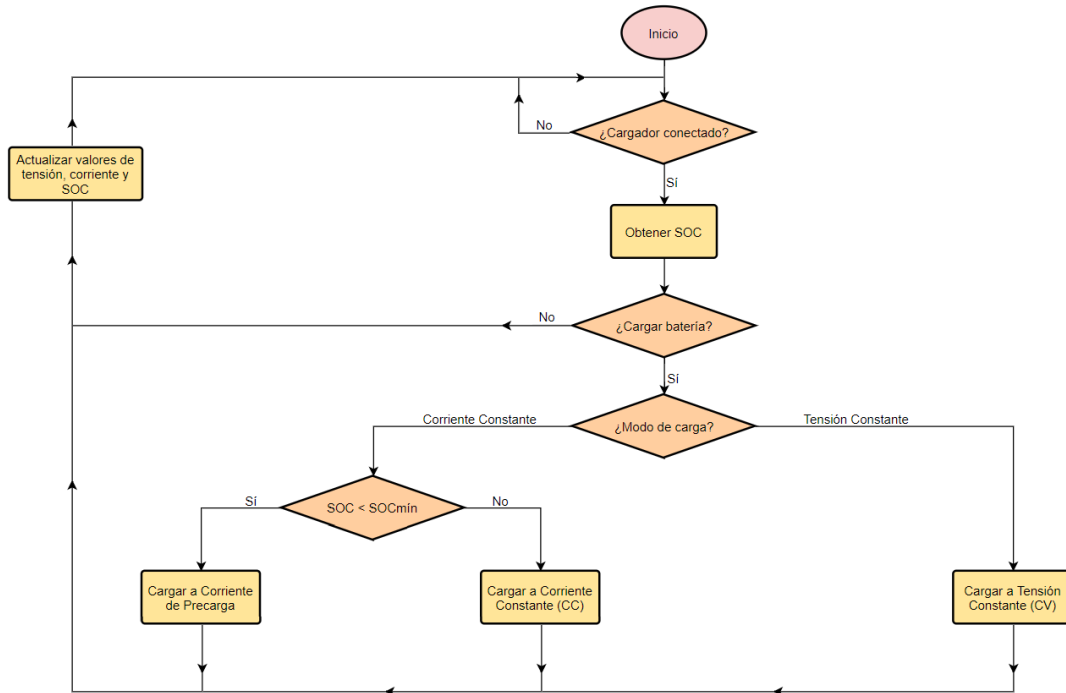 Inicio
¿Cargador conectado?
No
Sí
Actualizar valores de
tensión, corriente y
SOC
Obtener SOC
¿Cargar batería?
No
Sí
¿Modo de carga?
Corriente Constante
Tensión Constante
SOC < SOCmín
Sí
No
Cargar a Corriente
de Precarga
Cargar a Corriente
Constante (CC)
Cargar a Tensión
Constante (CV)